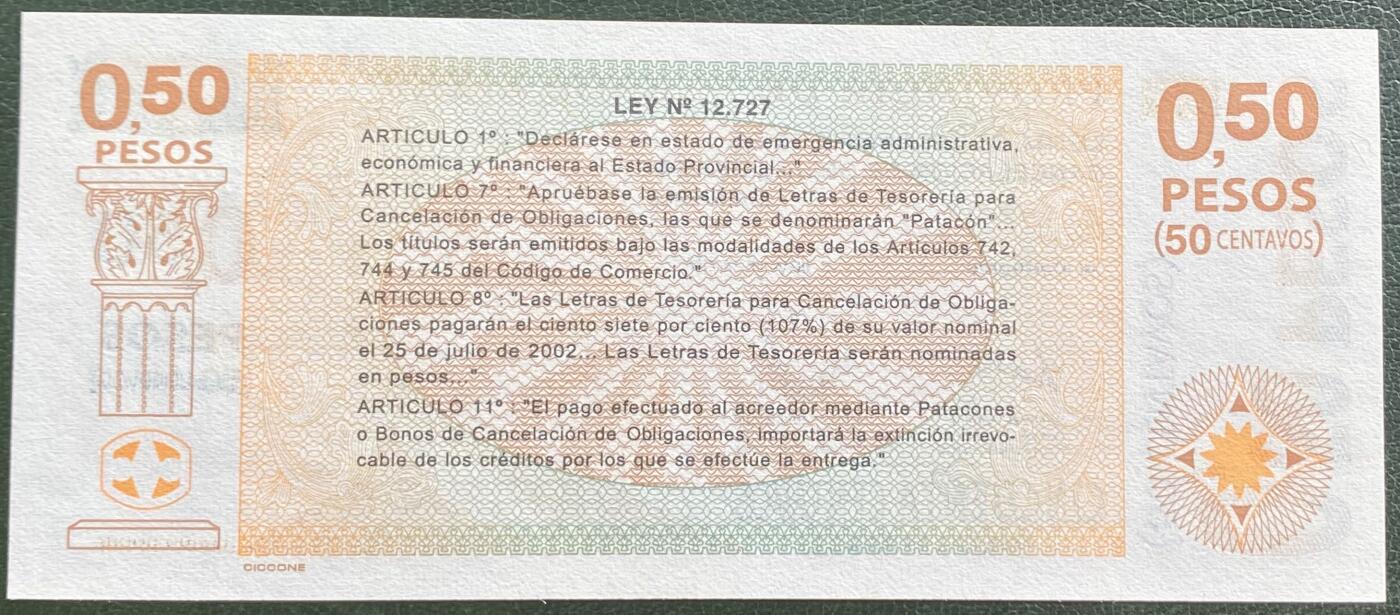 0,50
PESOS
LEY Nº 12.727
ARTICULO 1º : "Declárese en estado de emergencia administrativa,
económica y financiera al Estado Provincial..."
ARTICULO 7º : "Apruébase la emisión de Letras de Tesorería para
Cancelación de Obligaciones, las que se denominarán "Patacón"...
Los títulos serán emitidos bajo las modalidades de los Artículos 742,
744 y 745 del Código de Comercio."
ARTICULO 8º : "Las Letras de Tesorería para Cancelación de Obliga-
ciones pagarán el ciento siete por ciento (107%) de su valor nominal
el 25 de julio de 2002... Las Letras de Tesorería serán nominadas
en pesos..."
ARTICULO 11º : "El pago efectuado al acreedor mediante Patacones
o Bonos de Cancelación de Obligaciones, importará la extinción irrevo-
cable de los créditos por los que se efectúe la entrega."
0,50
PESOS
(50 CENTAVOS)
CICCONE